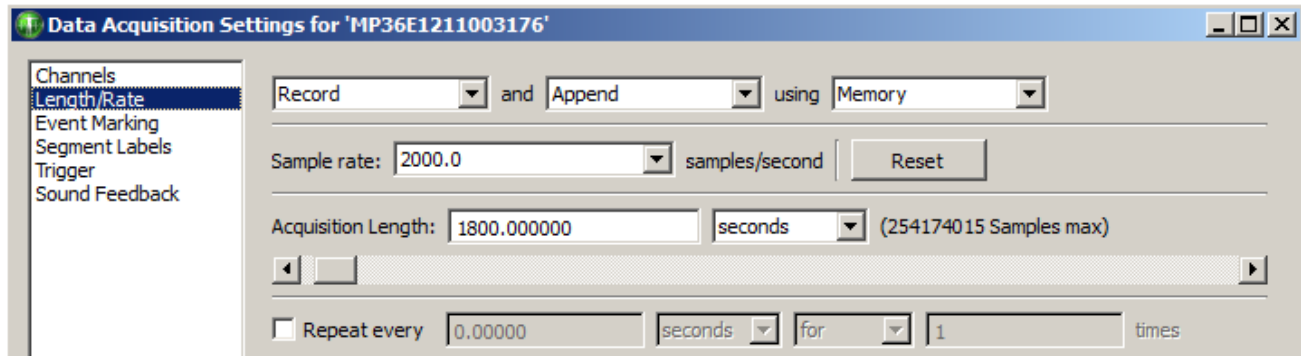 Data Acquisition Settings for 'MP36E1211003176'
Channels
Length/Rate
Event Marking
Segment Labels
Trigger
Sound Feedback
Record and Append using Memory
Sample rate: 2000.0 samples/second Reset
Acquisition Length: 1800.000000 seconds (254174015 Samples max)
Repeat every 0.00000 seconds for 1 times